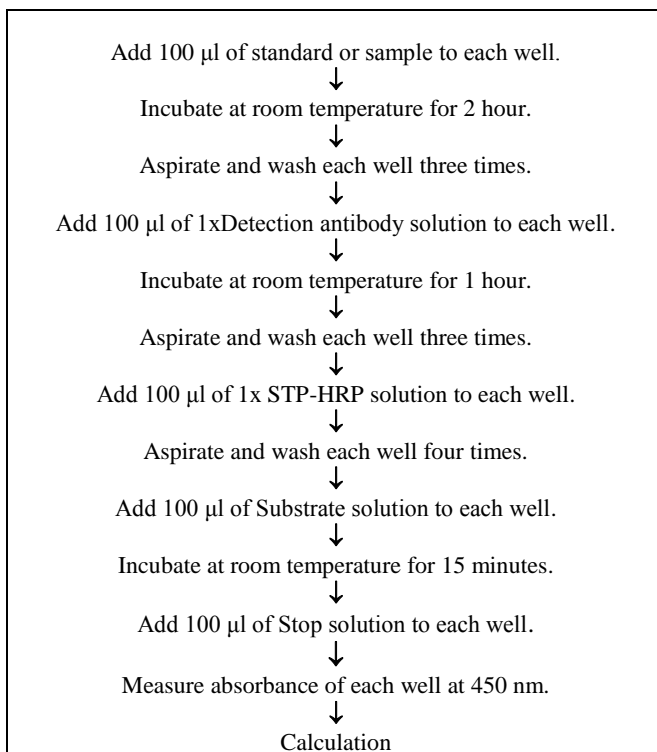 Add 100 μl of standard or sample to each well.
↓
Incubate at room temperature for 2 hour.
↓
Aspirate and wash each well three times.
↓
Add 100 μl of 1xDetection antibody solution to each well.
↓
Incubate at room temperature for 1 hour.
↓
Aspirate and wash each well three times.
↓
Add 100 μl of 1x STP-HRP solution to each well.
↓
Aspirate and wash each well four times.
↓
Add 100 μl of Substrate solution to each well.
↓
Incubate at room temperature for 15 minutes.
↓
Add 100 μl of Stop solution to each well.
↓
Measure absorbance of each well at 450 nm.
↓
Calculation